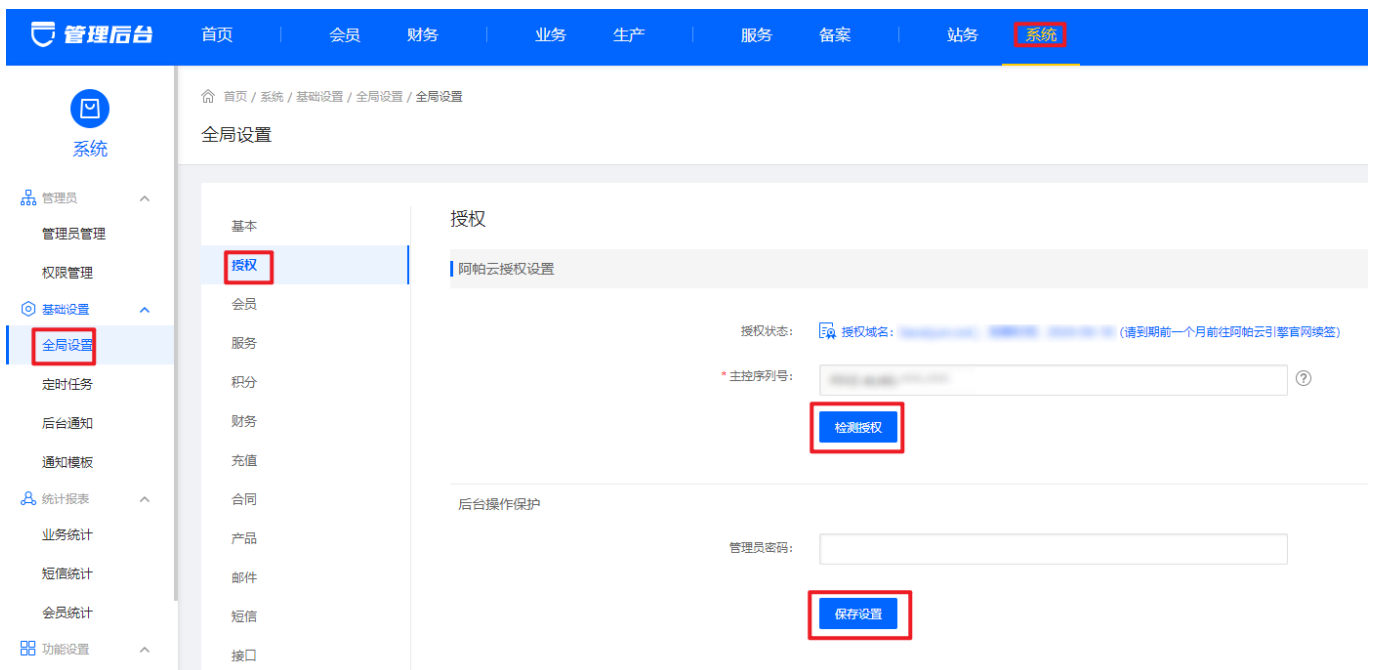 管理后台 首页 会员 财务 业务 生产 服务 备案 站务 系统
系统
管理员
管理员管理
权限管理
基础设置
全局设置
定时任务
后台通知
通知模板
统计报表
业务统计
短信统计
会员统计
功能设置
首页 / 系统 / 基础设置 / 全局设置 / 全局设置
全局设置
基本
授权
会员
服务
积分
财务
充值
合同
产品
邮件
短信
接口
授权
阿帕云授权设置
授权状态: 授权域名: (请到期前一个月前往阿帕云引擎官网续签)
*主控序列号: ?
检测授权
后台操作保护
管理员密码:
保存设置